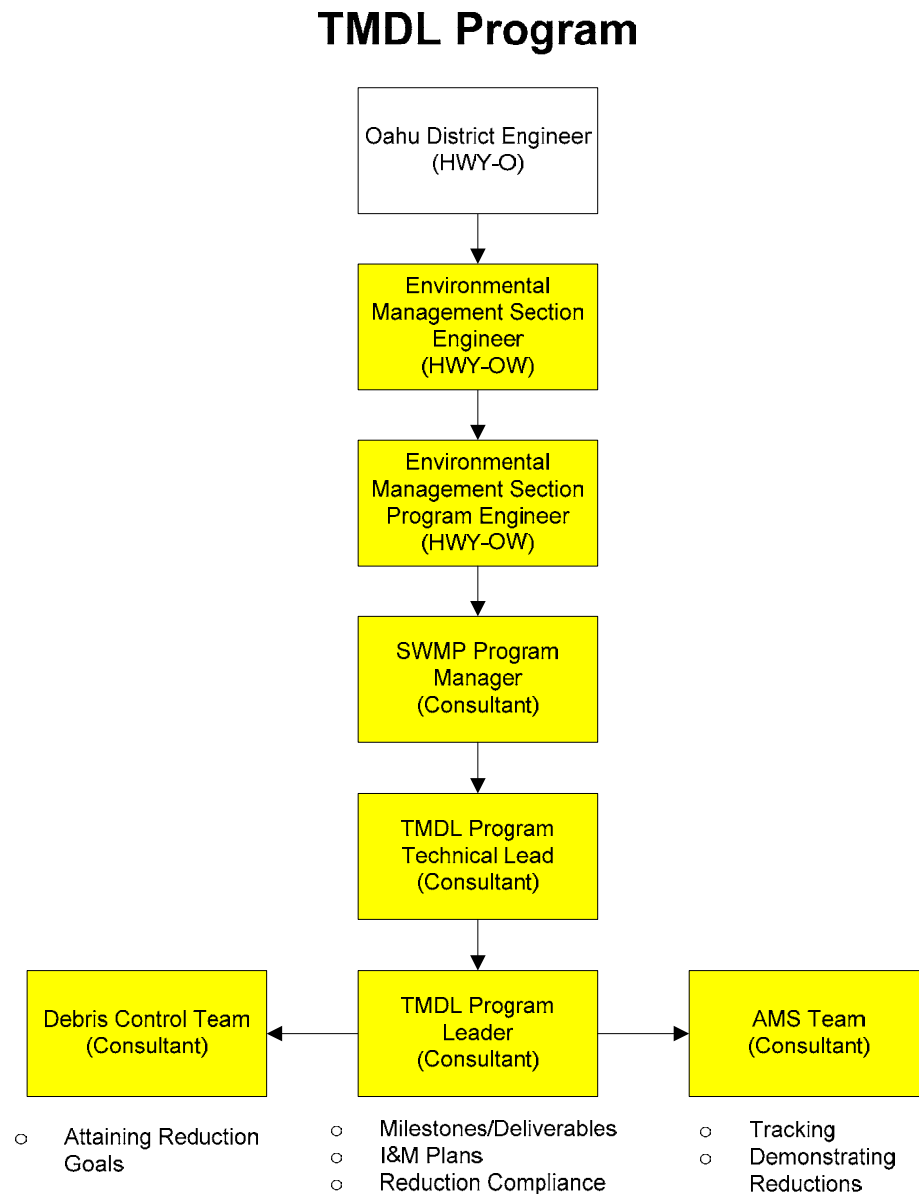 TMDL Program
Oahu District Engineer
(HWY-O)
Environmental
Management Section
Engineer
(HWY-OW)
Environmental
Management Section
Program Engineer
(HWY-OW)
SWMP Program
Manager
(Consultant)
TMDL Program
Technical Lead
(Consultant)
Debris Control Team
(Consultant)
TMDL Program
Leader
(Consultant)
AMS Team
(Consultant)
o Attaining Reduction
Goals
o Milestones/Deliverables
o I&M Plans
o Reduction Compliance
o Tracking
o Demonstrating
Reductions